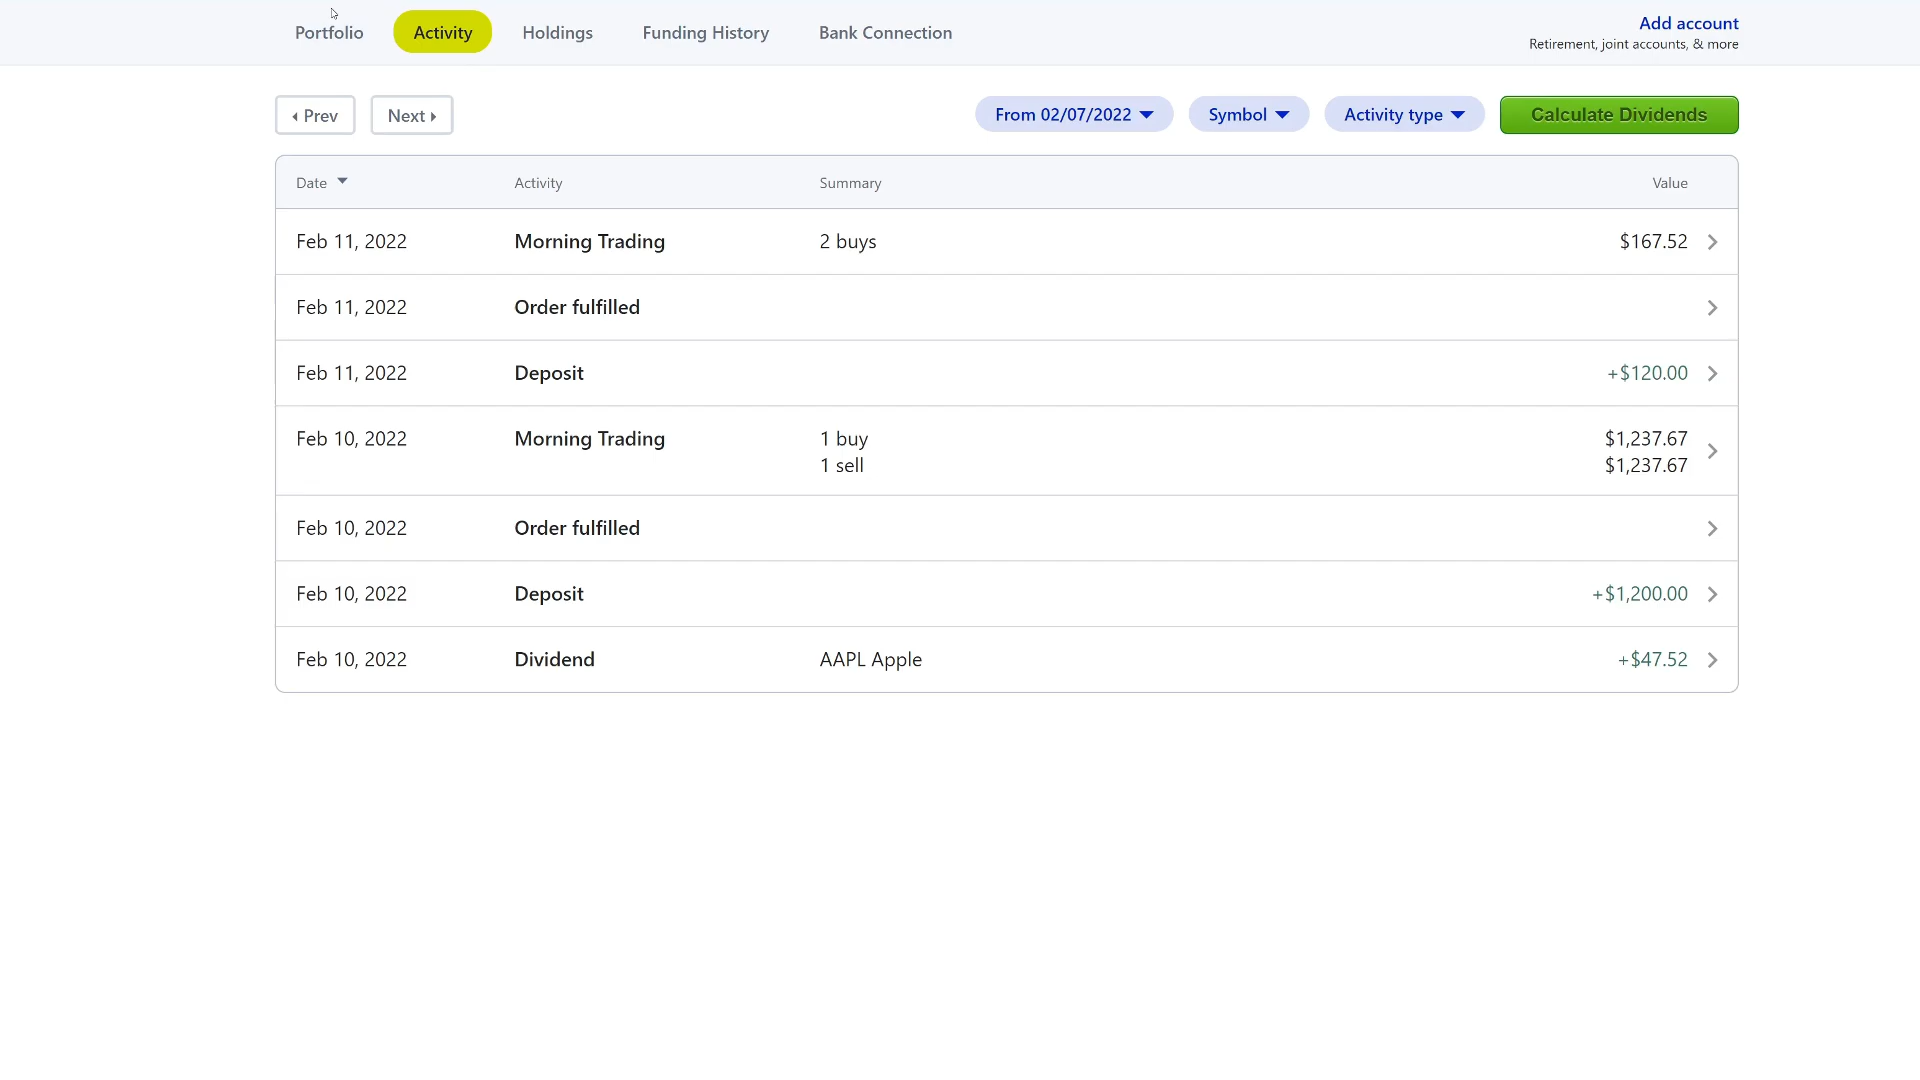 Portfolio
Activity
Holdings
Funding History
Bank Connection
Add account
Retirement, joint accounts, & more
Prev
Next
From 02/07/2022
Symbol
Activity type
Calculate Dividends
Date Activity Summary Value
Feb 11, 2022 Morning Trading 2 buys $167.52
Feb 11, 2022 Order fulfilled
Feb 11, 2022 Deposit +$120.00
Feb 10, 2022 Morning Trading 1 buy $1,237.67
1 sell $1,237.67
Feb 10, 2022 Order fulfilled
Feb 10, 2022 Deposit +$1,200.00
Feb 10, 2022 Dividend AAPL Apple +$47.52